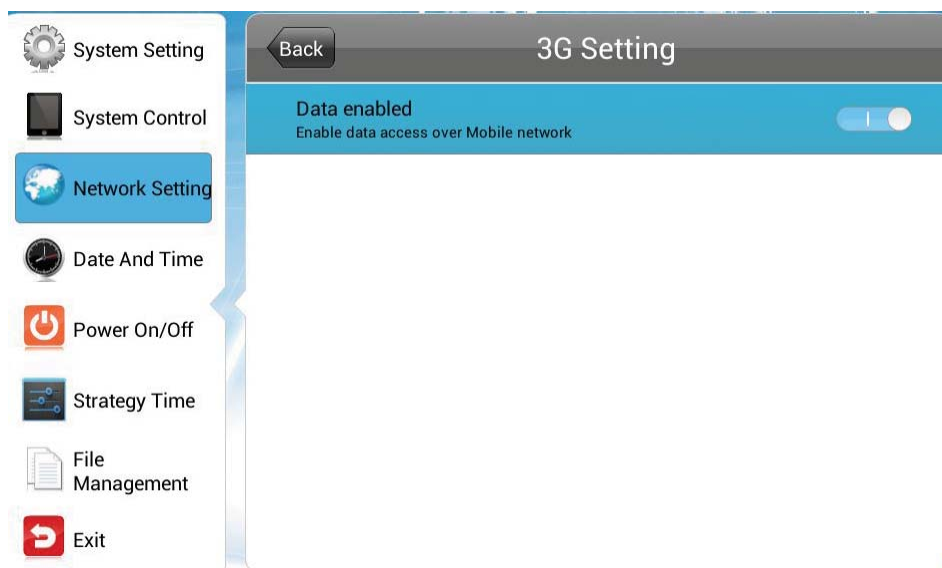 System Setting
System Control
Network Setting
Date And Time
Power On/Off
Strategy Time
File
Management
Exit
Back
3G Setting
Data enabled
Enable data access over Mobile network